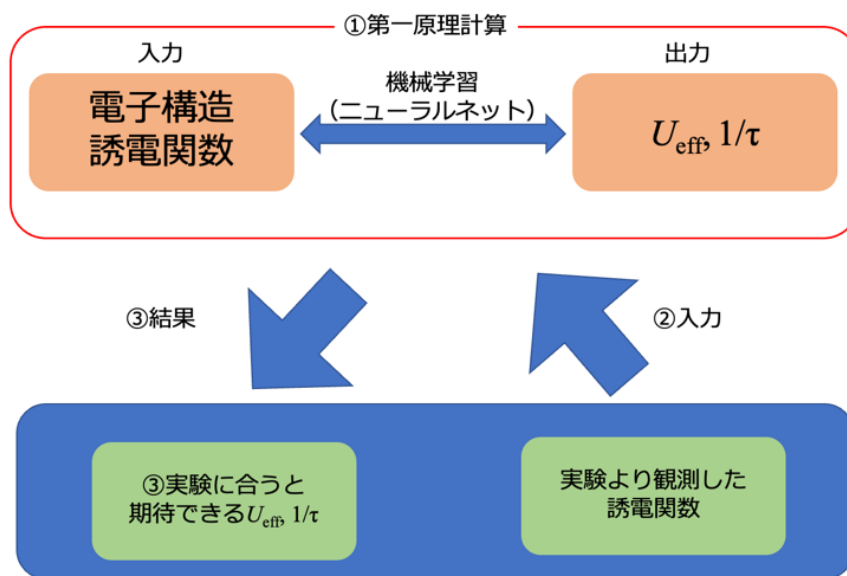 ①第一原理計算
入力
出力
電子構造
誘電関数
機械学習
（ニューラルネット）
U_eff, 1/τ
③結果
②入力
③実験に合うと
期待できるU_eff, 1/τ
実験より観測した
誘電関数